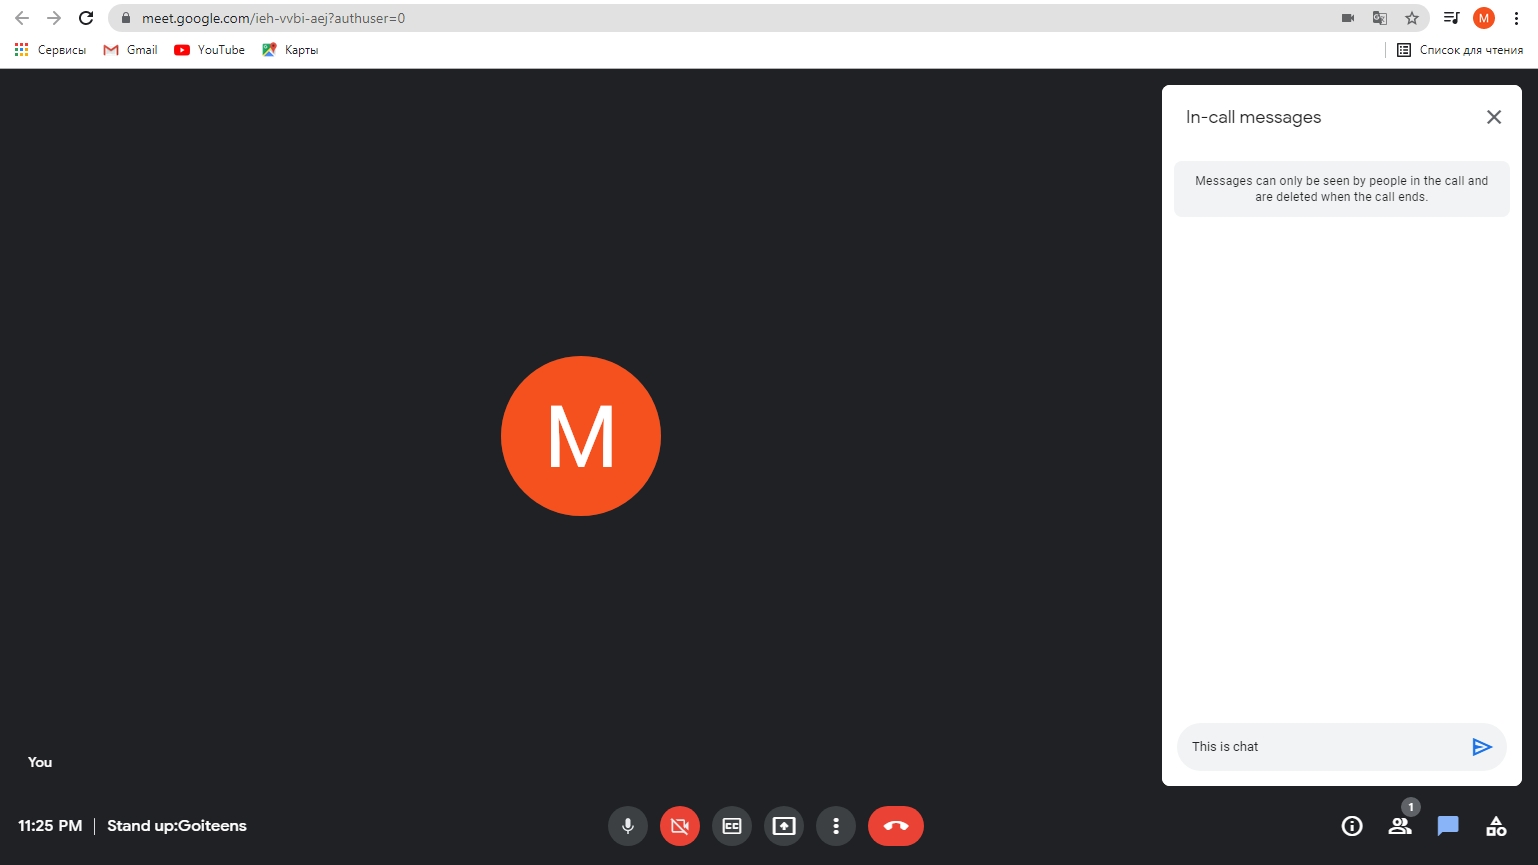 meet.google.com/ieh-vvbi-aej?authuser=0
M
Сервисы
Gmail
YouTube
Карты
Список для чтения
In-call messages
Messages can only be seen by people in the call and
are deleted when the call ends.
M
This is chat
You
11:25 PM | Stand up:Goiteens
CC
1